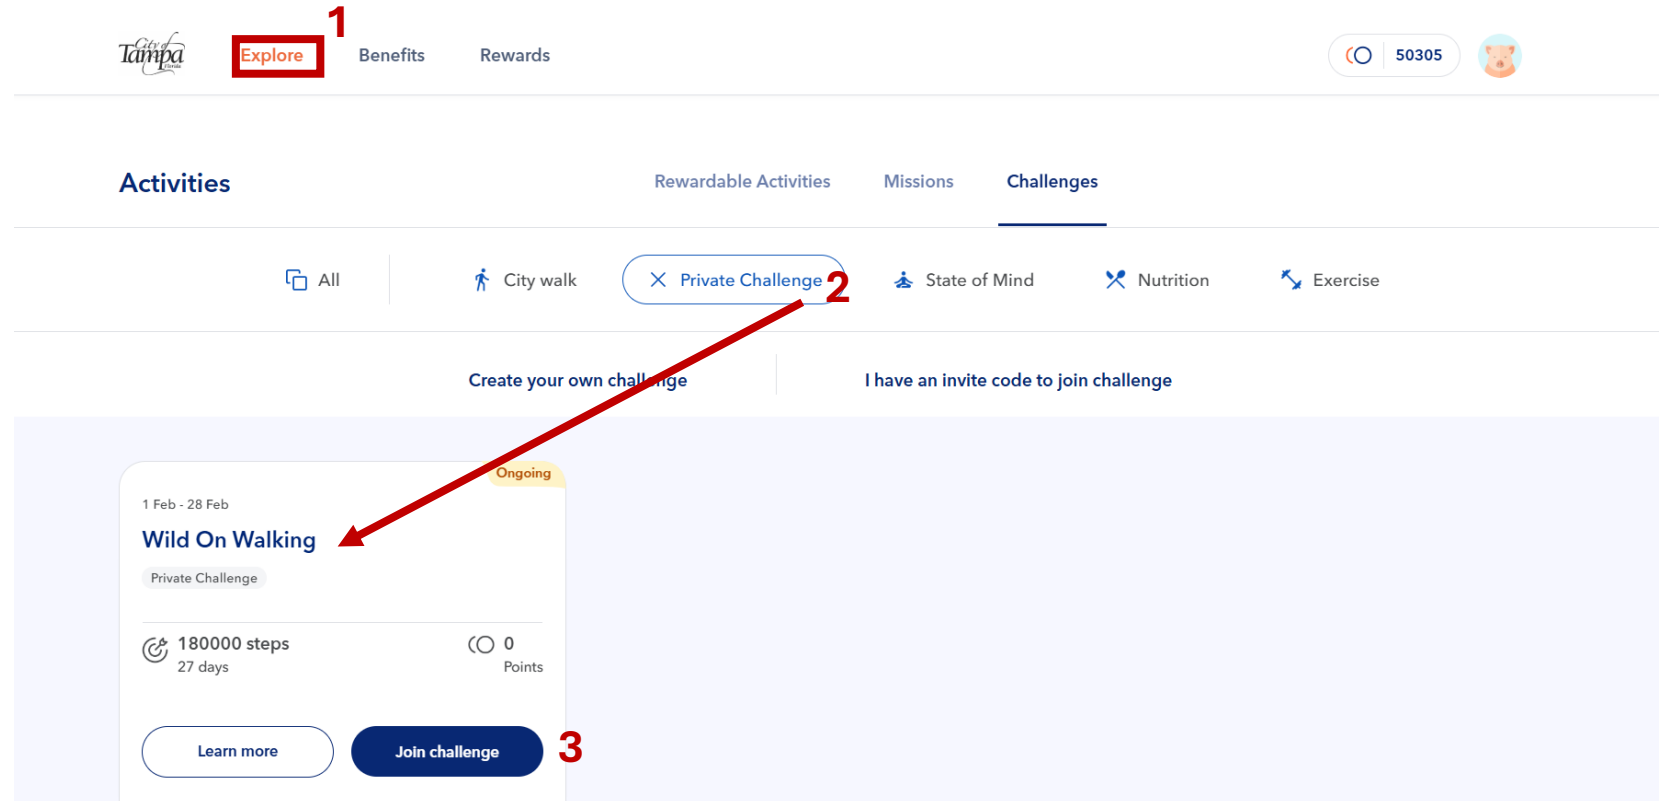 1
City of
Tampa
Florida
Explore
Benefits
Rewards
50305
Activities
Rewardable Activities
Missions
Challenges
All
City walk
Private Challenge
2
State of Mind
Nutrition
Exercise
Create your own challenge
I have an invite code to join challenge
Ongoing
1 Feb - 28 Feb
Wild On Walking
Private Challenge
180000 steps
27 days
0
Points
Learn more
Join challenge
3